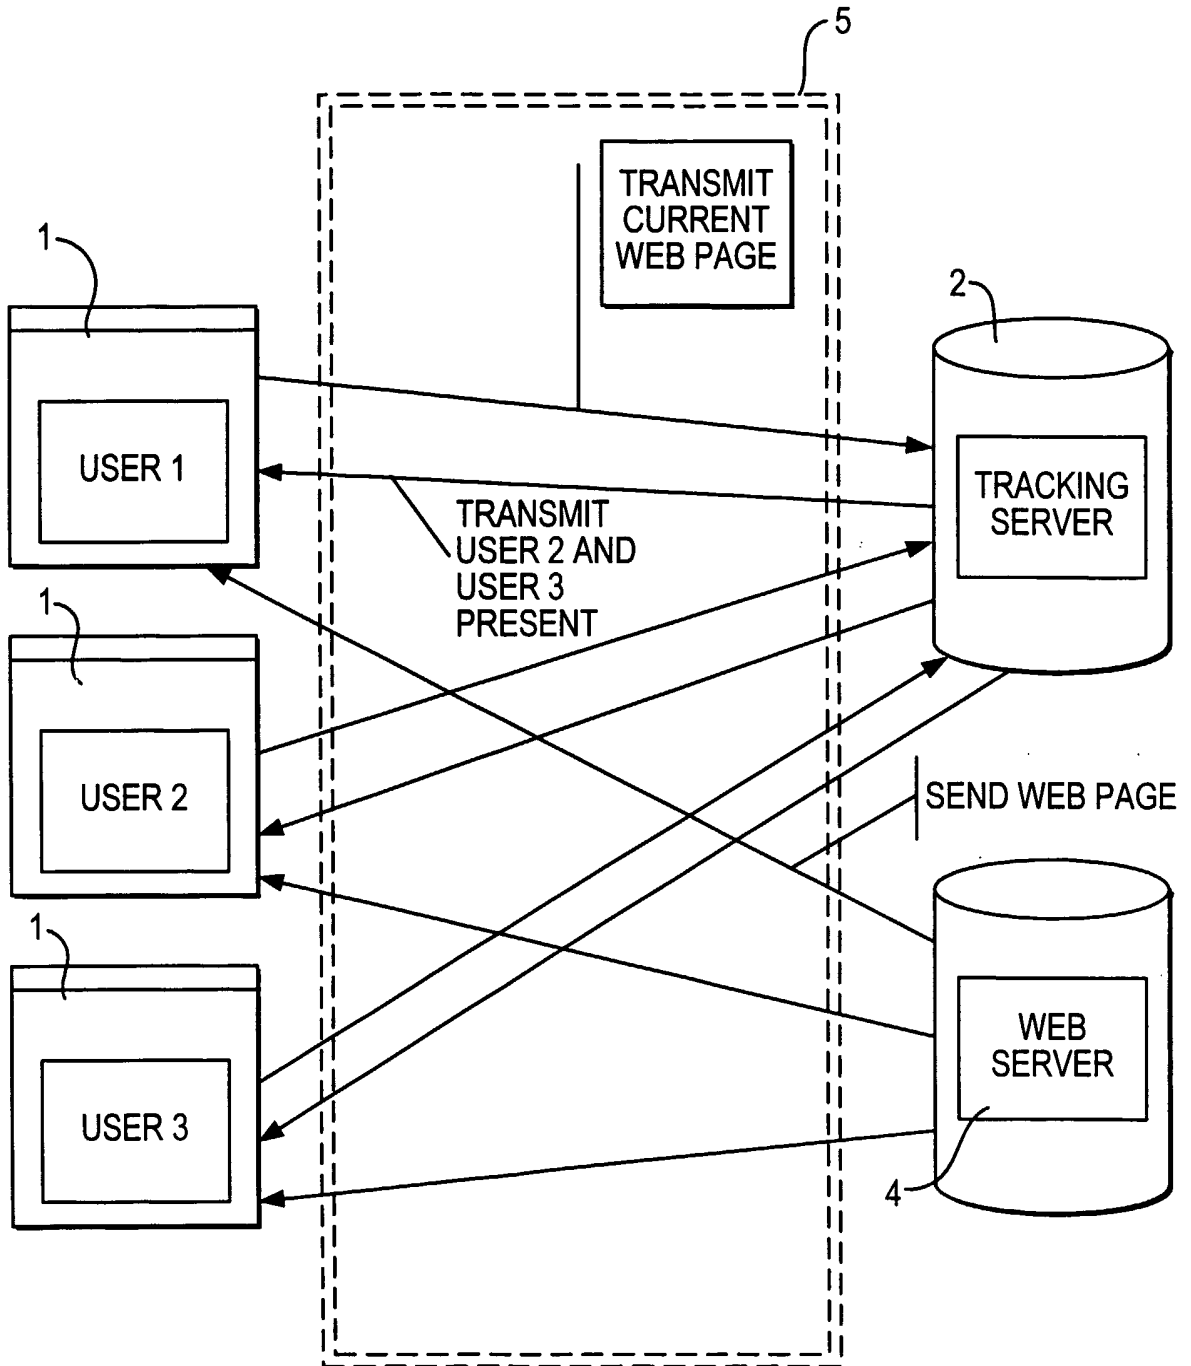 5
TRANSMIT
CURRENT
WEB PAGE
1
2
USER 1
TRACKING
SERVER
TRANSMIT
USER 2 AND
USER 3
PRESENT
1
USER 2
SEND WEB PAGE
1
WEB
SERVER
USER 3
4